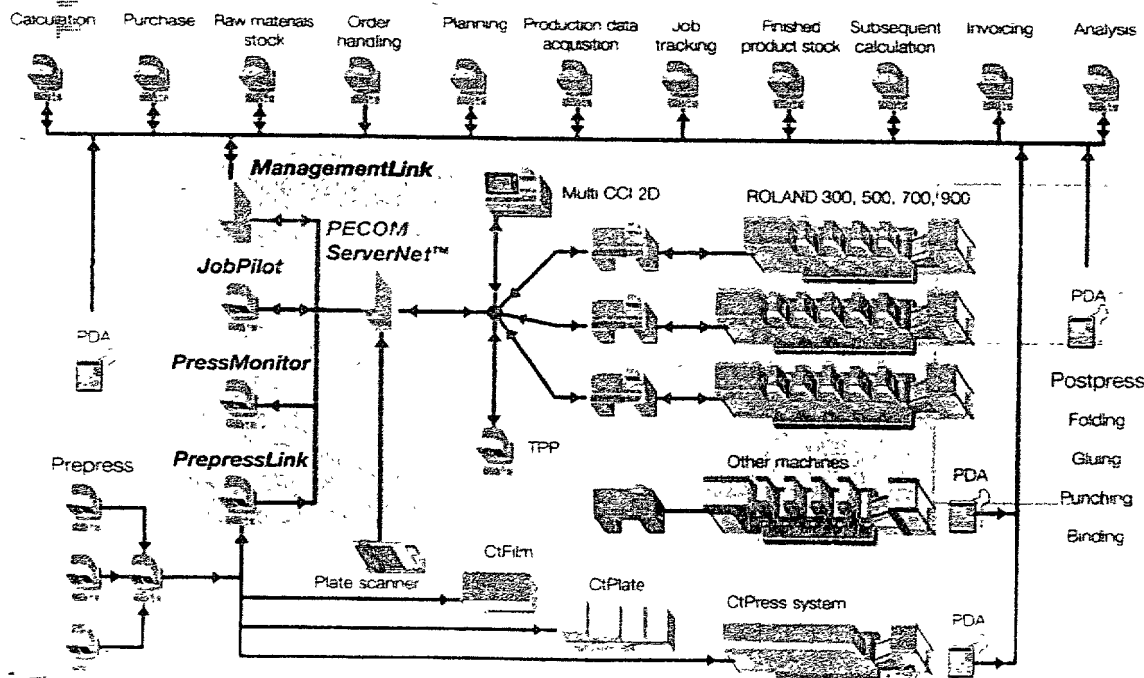 Calculation
Purchase
Raw materials
stock
Order
handling
Planning
Production data
acquisition
Job
tracking
Finished
product stock
Subsequent
calculation
Invoicing
Analysis
ManagementLink
Multi CCI 2D
ROLAND 300, 500, 700, 900
PECOM
ServerNet™
JobPilot
PDA
PDA
PressMonitor
Postpress
Folding
TPP
PrepressLink
Prepress
Other machines
PDA
Gluing
Punching
Binding
Plate scanner
CtFilm
CtPlate
CtPress system
PDA